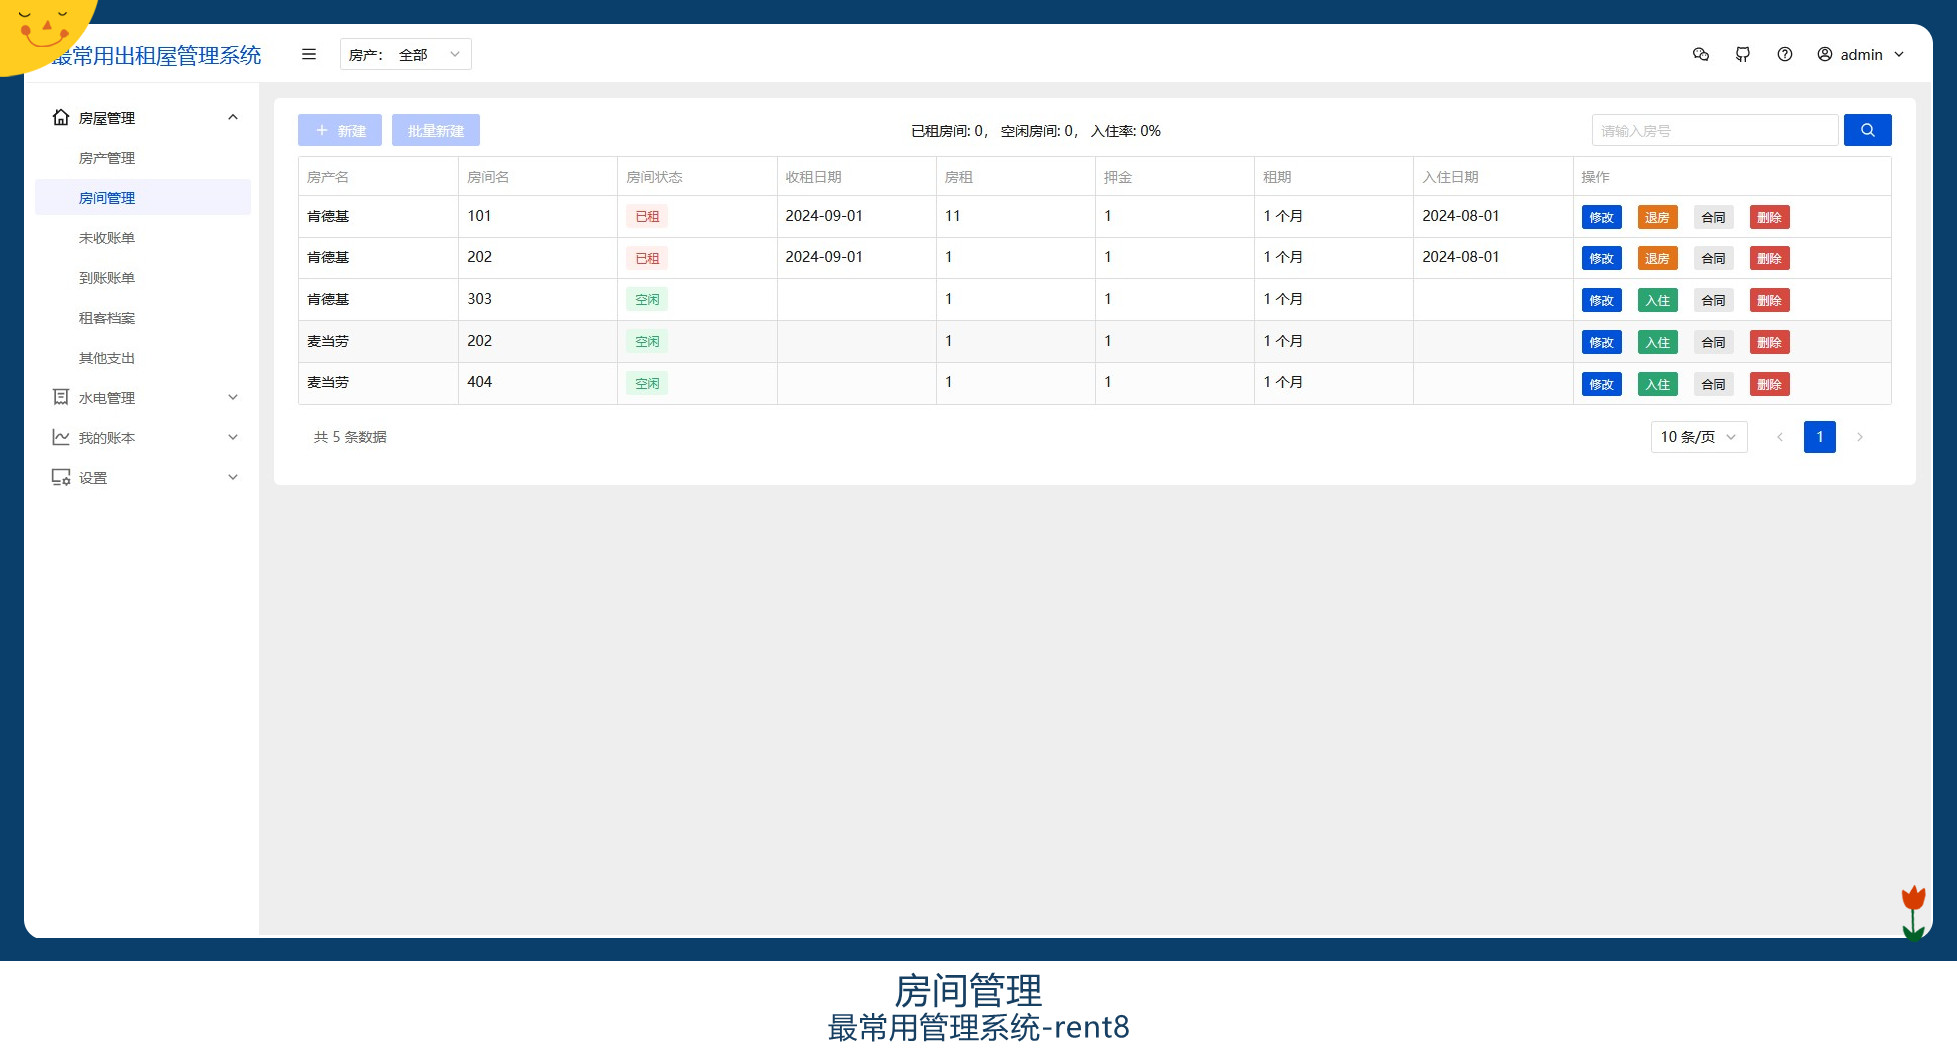 最常用出租屋管理系统
房产： 全部
admin
房屋管理
房产管理
房间管理
未收账单
到账账单
租客档案
其他支出
水电管理
我的账本
设置
新建 批量新建 已租房间: 0， 空闲房间: 0， 入住率: 0% 请输入房号
房产名 房间名 房间状态 收租日期 房租 押金 租期 入住日期 操作
肯德基 101 已租 2024-09-01 11 1 1 个月 2024-08-01 修改 退房 合同 删除
肯德基 202 已租 2024-09-01 1 1 1 个月 2024-08-01 修改 退房 合同 删除
肯德基 303 空闲 1 1 1 个月 修改 入住 合同 删除
麦当劳 202 空闲 1 1 1 个月 修改 入住 合同 删除
麦当劳 404 空闲 1 1 1 个月 修改 入住 合同 删除
共 5 条数据 10 条/页 1
房间管理
最常用管理系统-rent8